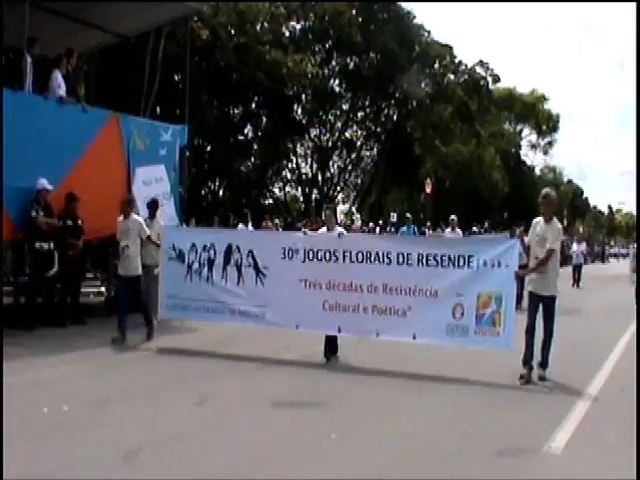 30º JOGOS FLORAIS DE RESENDE
"Três décadas de Resistência
Cultural e Poética"